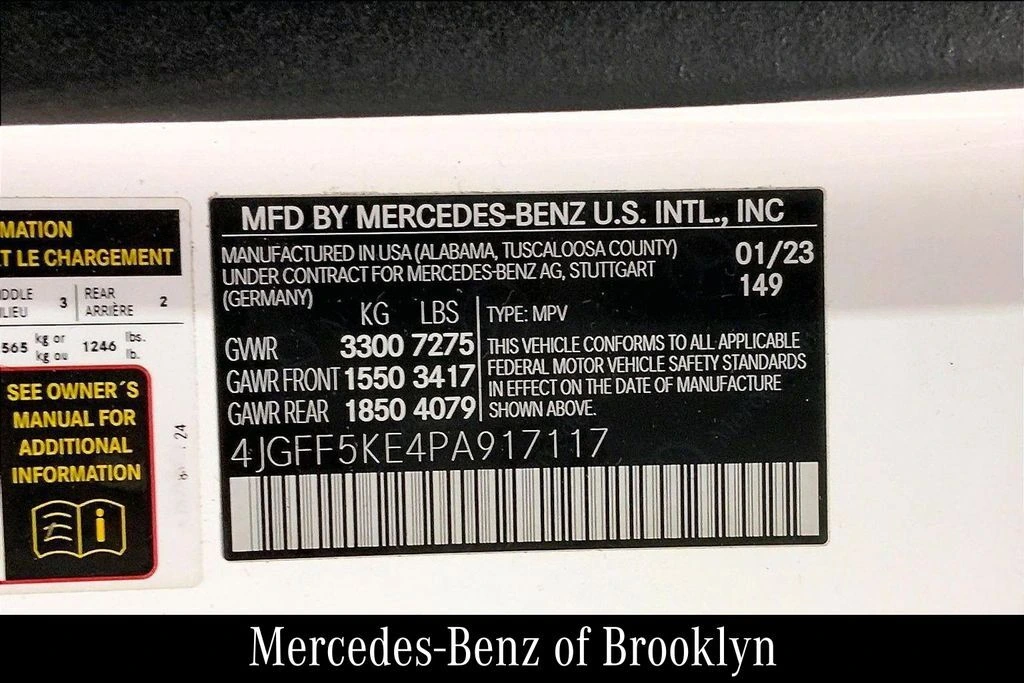 MATION
T LE CHARGEMENT
DDLE 3 REAR 2
ILIEU ARRIÈRE
565 kg or 1246 lbs.
kg ou lb.
SEE OWNER´S
MANUAL FOR
ADDITIONAL
INFORMATION
i
24
MFD BY MERCEDES-BENZ U.S. INTL., INC
MANUFACTURED IN USA (ALABAMA, TUSCALOOSA COUNTY) 01/23
UNDER CONTRACT FOR MERCEDES-BENZ AG, STUTTGART 149
(GERMANY)
KG LBS
GVWR 3300 7275
GAWR FRONT 1550 3417
GAWR REAR 1850 4079
TYPE: MPV
THIS VEHICLE CONFORMS TO ALL APPLICABLE
FEDERAL MOTOR VEHICLE SAFETY STANDARDS
IN EFFECT ON THE DATE OF MANUFACTURE
SHOWN ABOVE.
4JGFF5KE4PA917117
Mercedes-Benz of Brooklyn